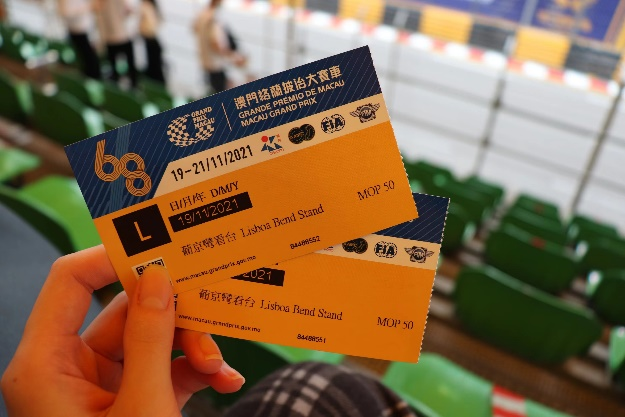 68
GRAND
PRIX
MACAU
澳門格蘭披治大賽車
GRANDE PRÉMIO DE MACAU
MACAU GRAND PRIX
19-21/11/2021
FIA
日/月/年 D/M/Y
19/11/2021
L
葡京彎看台 Lisboa Bend Stand
MOP 50
84488552
www.macau.grandprix.gov.mo
FIA
2021
葡京彎看台 Lisboa Bend Stand
MOP 50
84488551
www.macau.grandprix.gov.mo